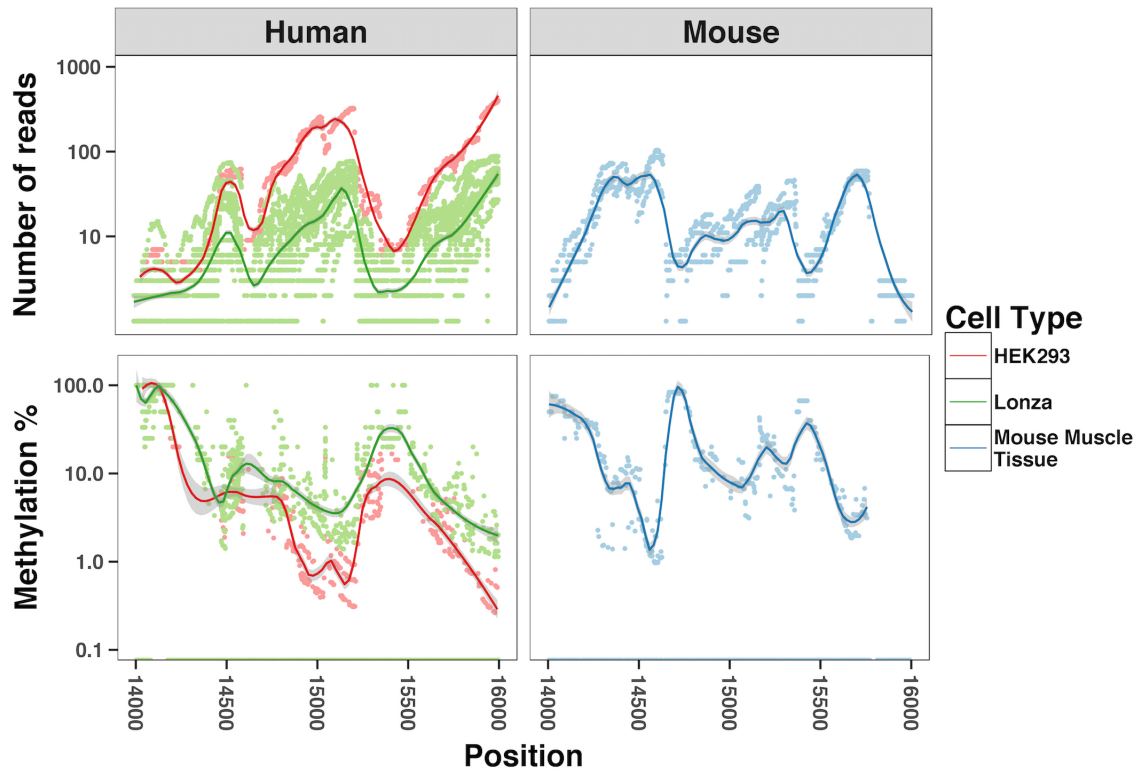 Human
Mouse
Number of reads
1000
100
10
Methylation %
100.0
10.0
1.0
0.1
14000
14500
15000
15500
16000
14000
14500
15000
15500
16000
Position
Cell Type
HEK293
Lonza
Mouse Muscle
Tissue